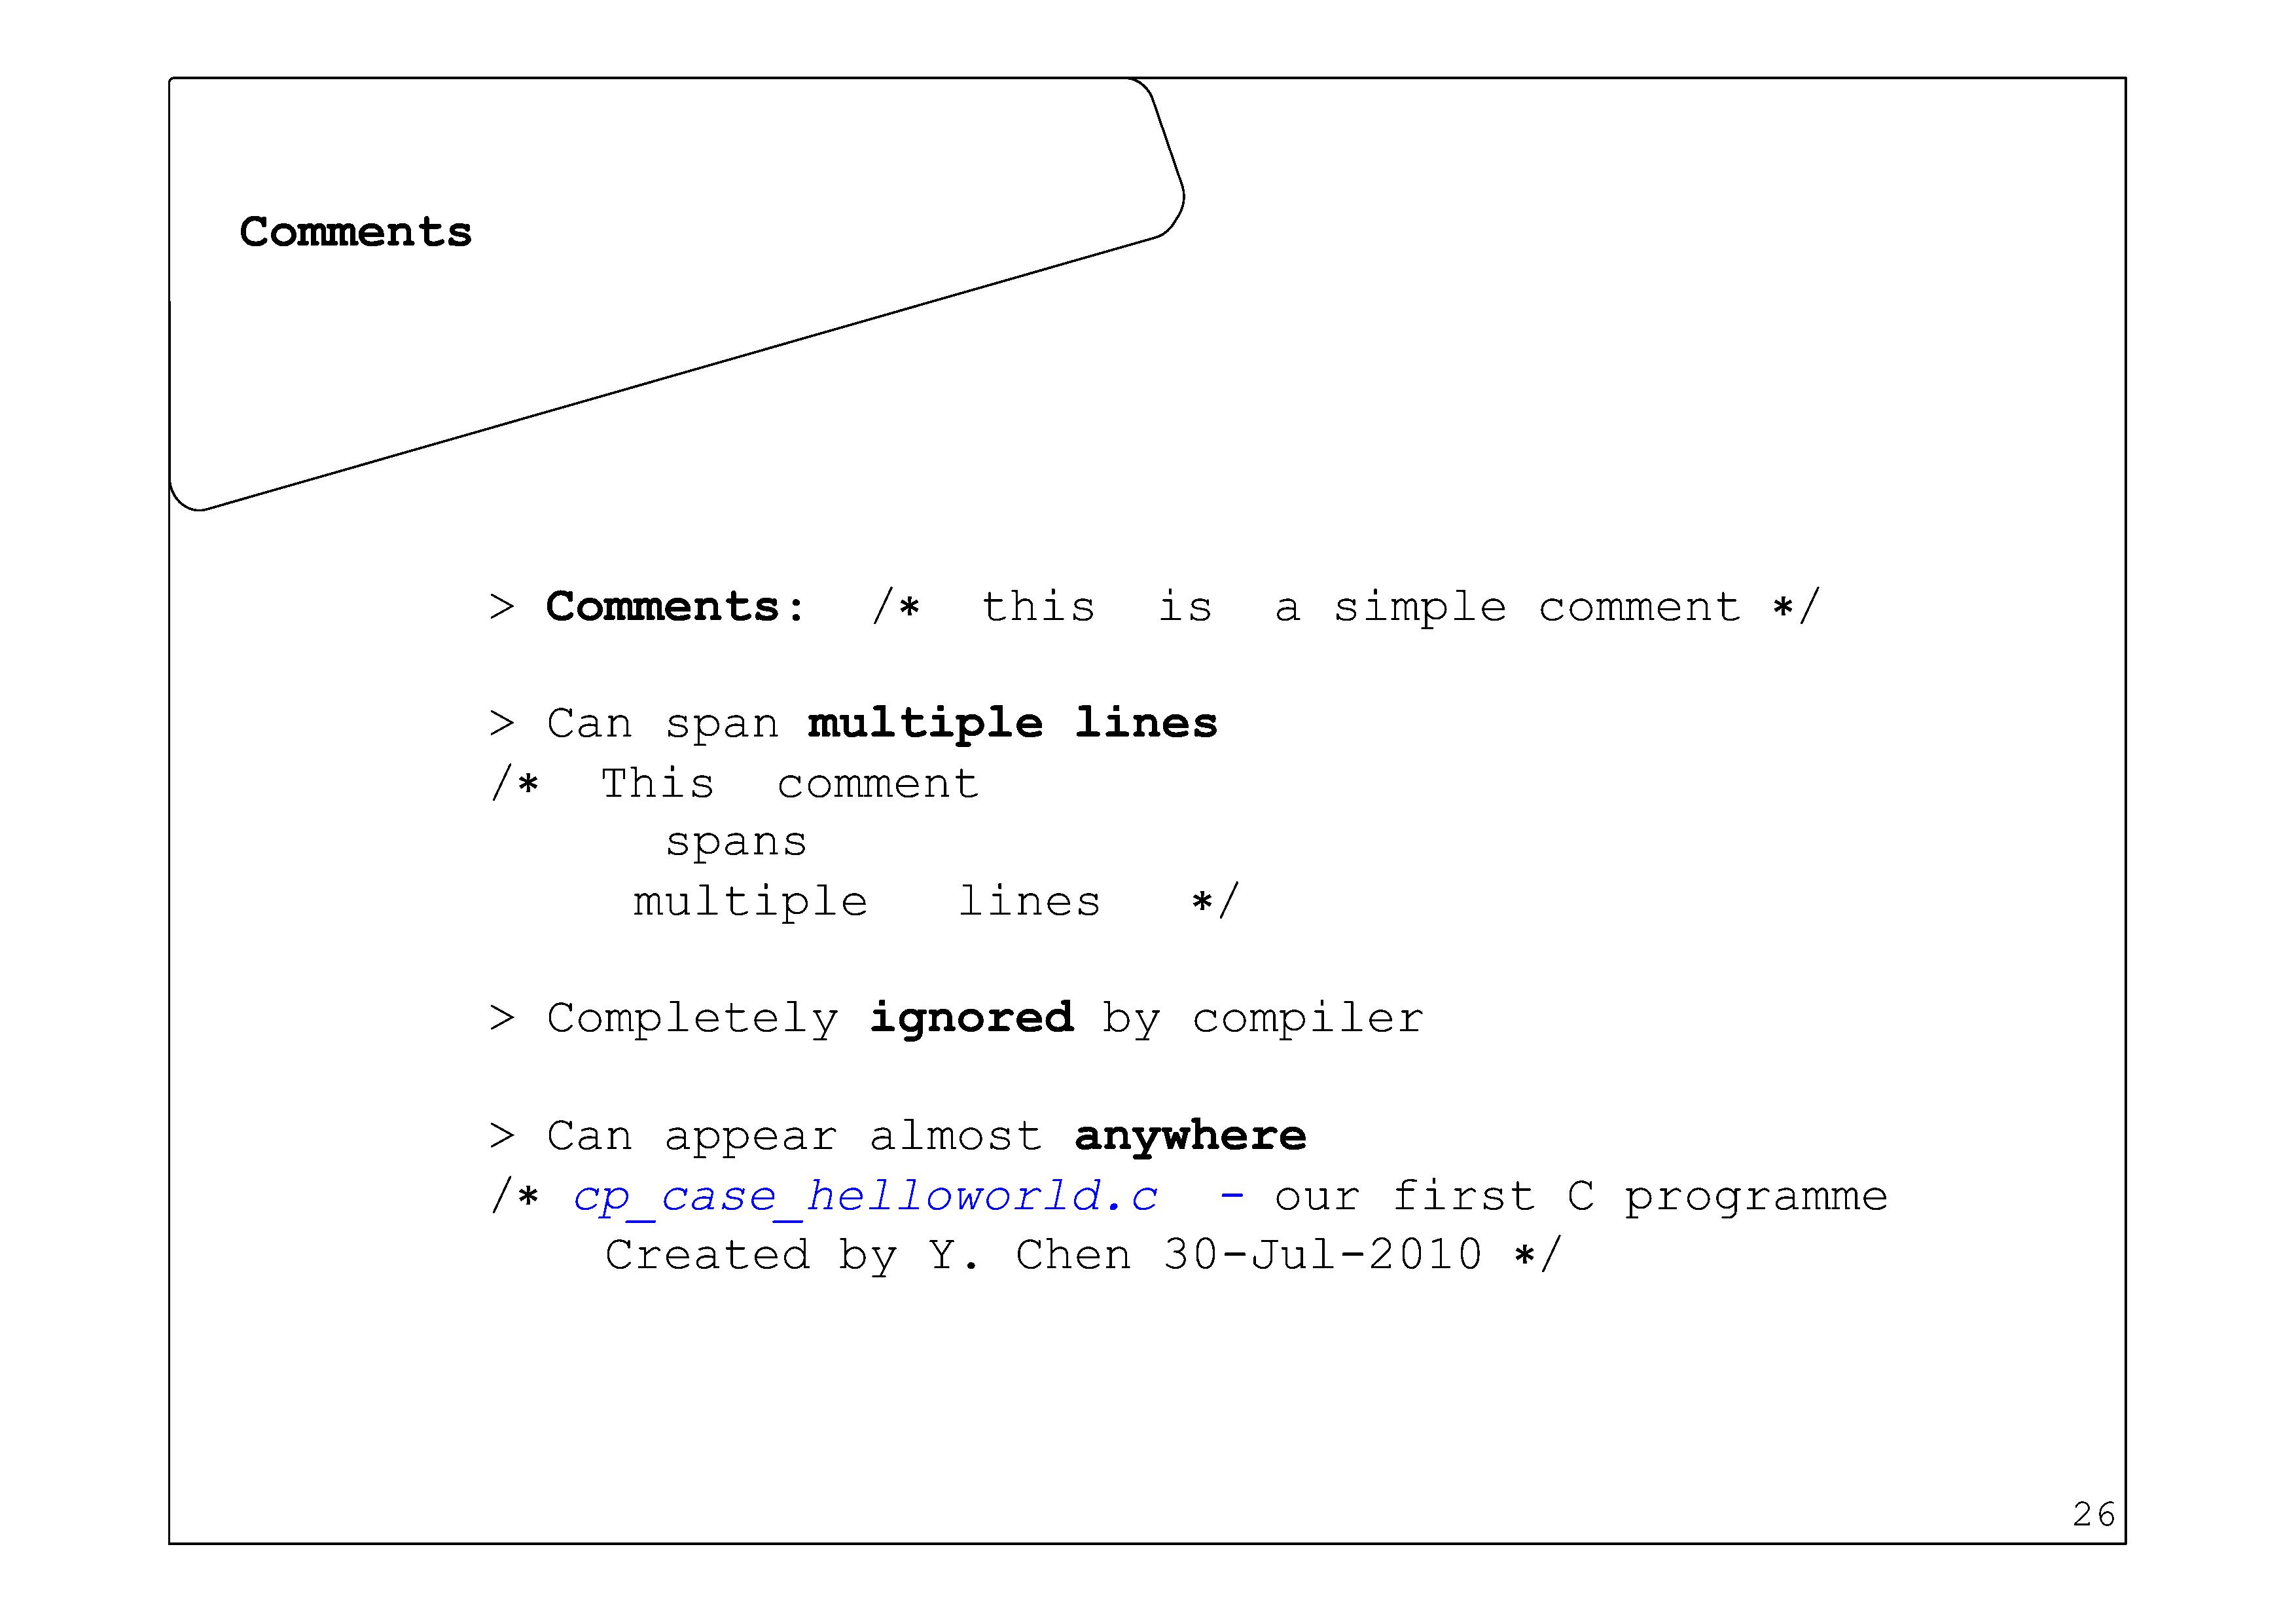 Comments
> Comments:  /*  this  is  a simple comment */
> Can span multiple lines
/*  This  comment
spans
multiple   lines   */
> Completely ignored by compiler
> Can appear almost anywhere
/* cp_case_helloworld.c  - our first C programme
Created by Y. Chen 30-Jul-2010 */
26